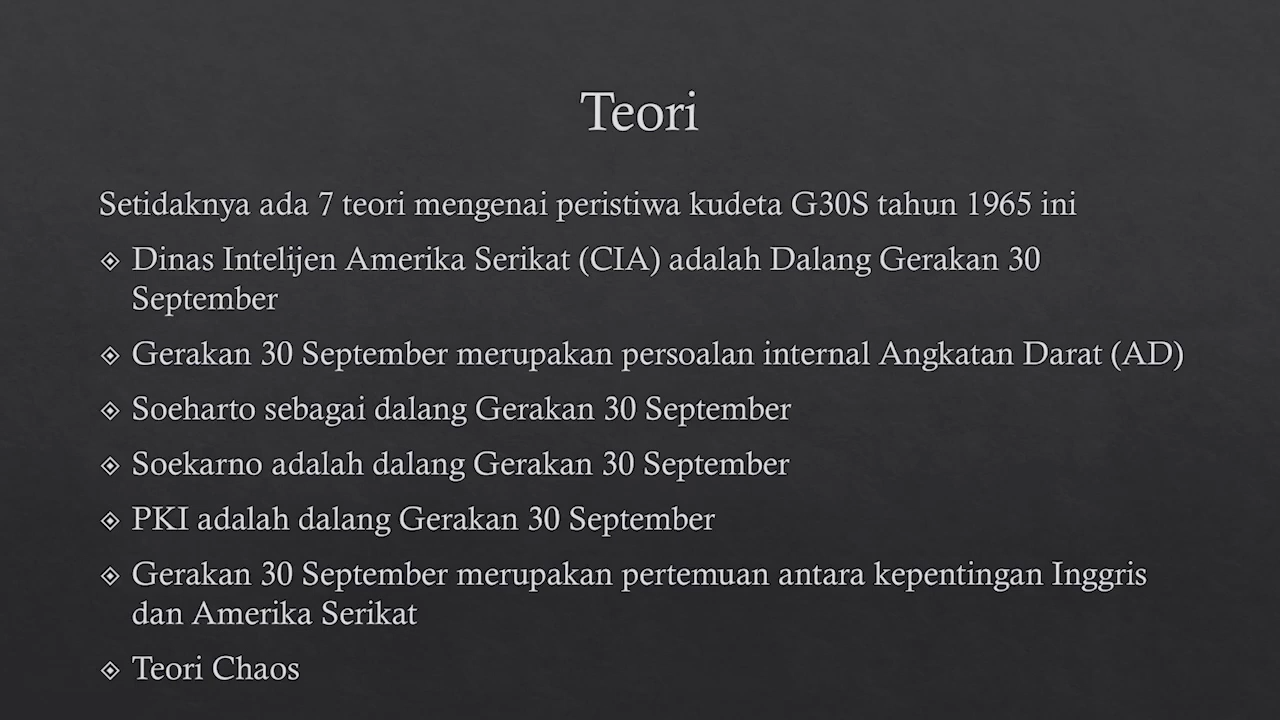 Teori
Setidaknya ada 7 teori mengenai peristiwa kudeta G30S tahun 1965 ini
Dinas Intelijen Amerika Serikat (CIA) adalah Dalang Gerakan 30
September
Gerakan 30 September merupakan persoalan internal Angkatan Darat (AD)
Soeharto sebagai dalang Gerakan 30 September
Soekarno adalah dalang Gerakan 30 September
PKI adalah dalang Gerakan 30 September
Gerakan 30 September merupakan pertemuan antara kepentingan Inggris
dan Amerika Serikat
Teori Chaos